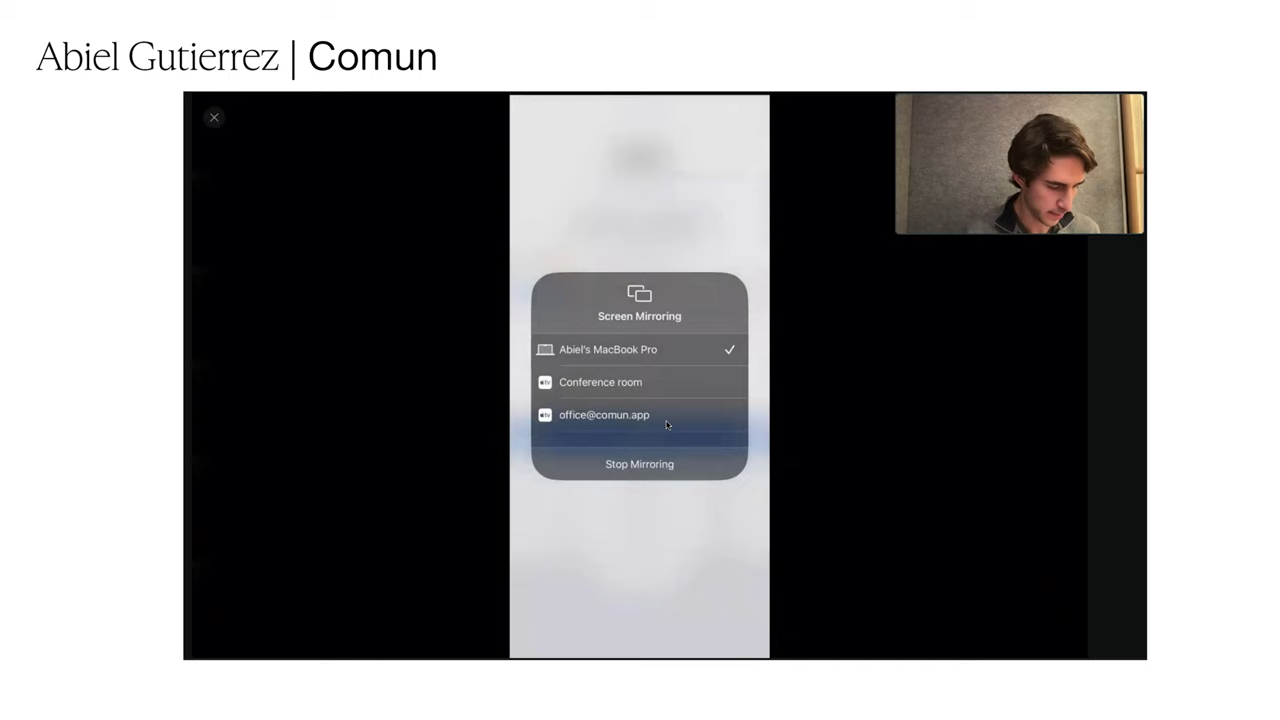 Abiel Gutierrez | Comun
Screen Mirroring
Abiel's MacBook Pro
Conference room
office@comun.app
Stop Mirroring